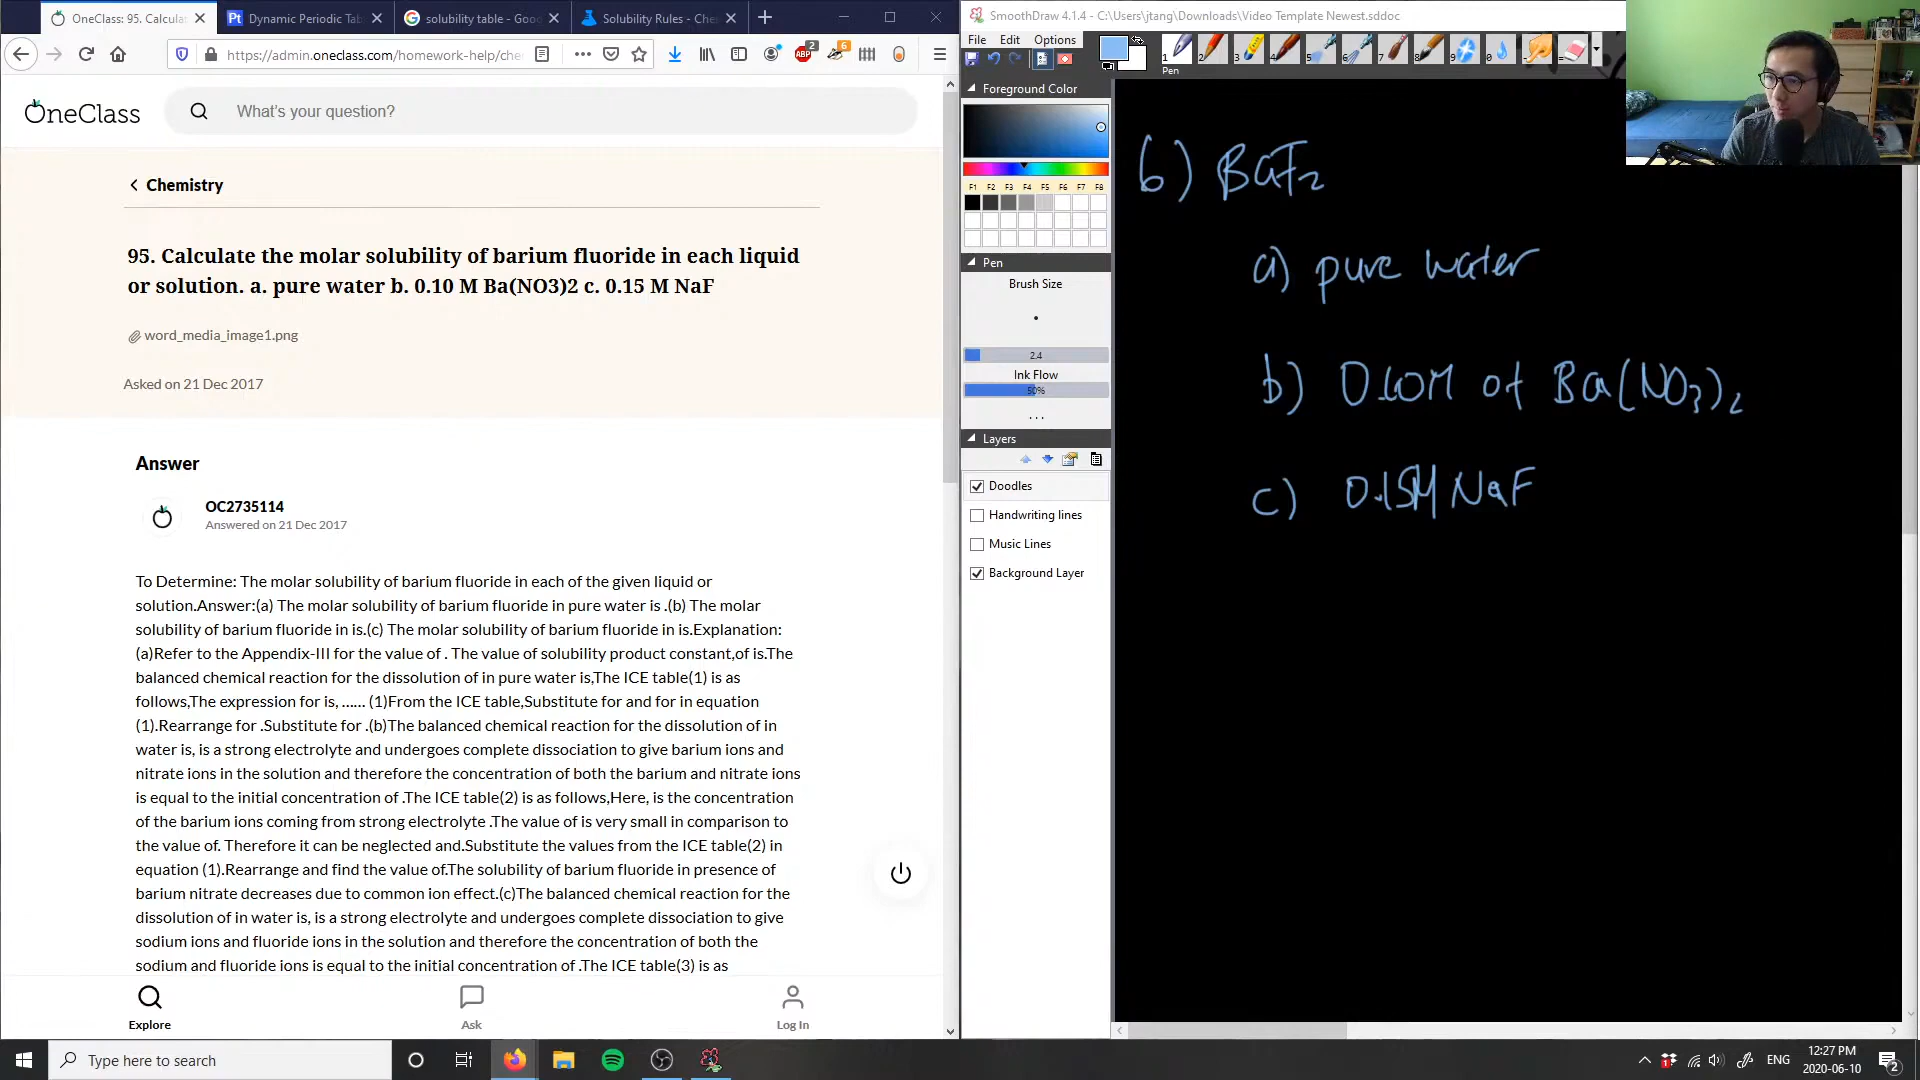 OneClass: 95. Calculat
Dynamic Periodic Tab
solubility table - Goo
Solubility Rules - Che
SmoothDraw 4.1.4 - C:\Users\jtang\Downloads\Video Template Newest.sddoc
https://admin.oneclass.com/homework-help/che
2
6
File Edit Options
Pen
OneClass
What's your question?
Chemistry
95. Calculate the molar solubility of barium fluoride in each liquid
or solution. a. pure water b. 0.10 M Ba(NO3)2 c. 0.15 M NaF
word_media_image1.png
Asked on 21 Dec 2017
Answer
OC2735114
Answered on 21 Dec 2017
To Determine: The molar solubility of barium fluoride in each of the given liquid or
solution.Answer:(a) The molar solubility of barium fluoride in pure water is .(b) The molar
solubility of barium fluoride in is.(c) The molar solubility of barium fluoride in is.Explanation:
(a)Refer to the Appendix-III for the value of . The value of solubility product constant,of is.The
balanced chemical reaction for the dissolution of in pure water is,The ICE table(1) is as
follows,The expression for is, ...... (1)From the ICE table,Substitute for and for in equation
(1).Rearrange for .Substitute for .(b)The balanced chemical reaction for the dissolution of in
water is, is a strong electrolyte and undergoes complete dissociation to give barium ions and
nitrate ions in the solution and therefore the concentration of both the barium and nitrate ions
is equal to the initial concentration of .The ICE table(2) is as follows,Here, is the concentration
of the barium ions coming from strong electrolyte .The value of is very small in comparison to
the value of. Therefore it can be neglected and.Substitute the values from the ICE table(2) in
equation (1).Rearrange and find the value of.The solubility of barium fluoride in presence of
barium nitrate decreases due to common ion effect.(c)The balanced chemical reaction for the
dissolution of in water is, is a strong electrolyte and undergoes complete dissociation to give
sodium ions and fluoride ions in the solution and therefore the concentration of both the
sodium and fluoride ions is equal to the initial concentration of .The ICE table(3) is as
Explore
Ask
Log In
Foreground Color
F1 F2 F3 F4 F5 F6 F7 F8
Pen
Brush Size
2.4
Ink Flow
50%
...
Layers
Doodles
Handwriting lines
Music Lines
Background Layer
6) BaF2
a) pure water
b) 0.10M of Ba(NO3)2
c) 0.15M NaF
Type here to search
ENG
12:27 PM
2020-06-10
2